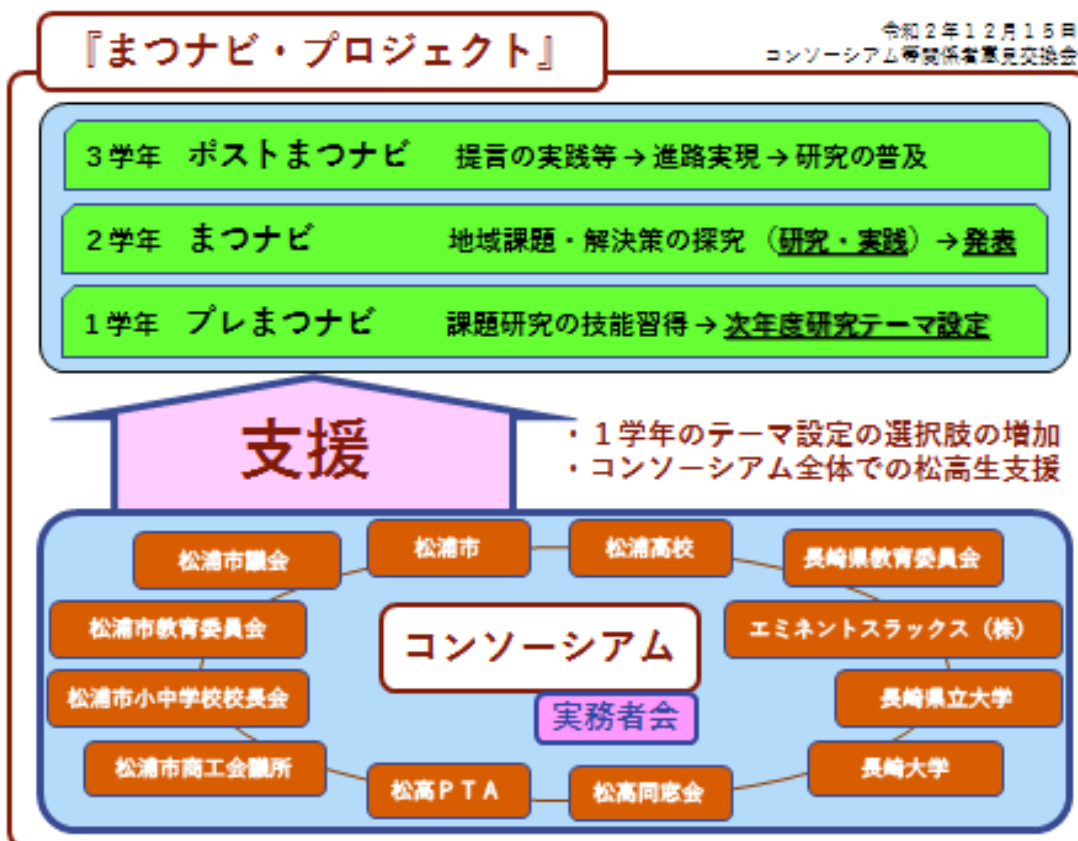 『まつナビ・プロジェクト』
令和２年１２月１５日
コンソーシアム等関係者意見交換会
３学年　ポストまつナビ　提言の実践等→進路実現→研究の普及
２学年　まつナビ　地域課題・解決策の探究（研究・実践）→発表
１学年　プレまつナビ　課題研究の技能習得→次年度研究テーマ設定
支援
・１学年のテーマ設定の選択肢の増加
・コンソーシアム全体での松高生支援
松浦市議会
松浦市
松浦高校
長崎県教育委員会
松浦市教育委員会
コンソーシアム
エミネントスラックス（株）
松浦市小中学校校長会
実務者会
長崎県立大学
松浦市商工会議所
松高ＰＴＡ
松高同窓会
長崎大学